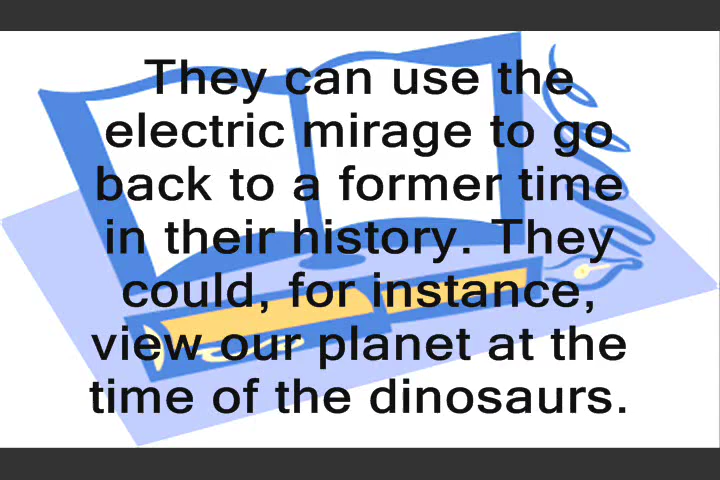 They can use the
electric mirage to go
back to a former time
in their history. They
could, for instance,
view our planet at the
time of the dinosaurs.